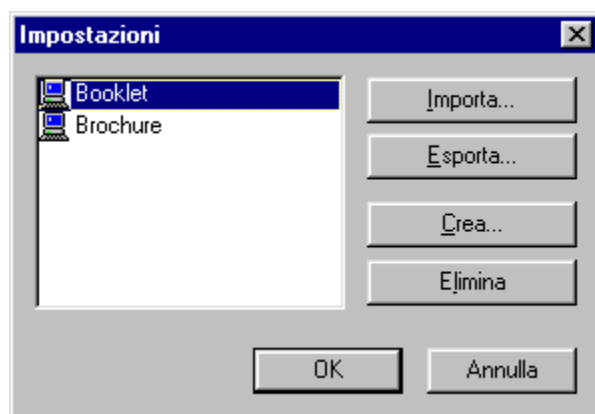 Impostazioni
Booklet
Brochure
Importa...
Esporta...
Crea...
Elimina
OK
Annulla